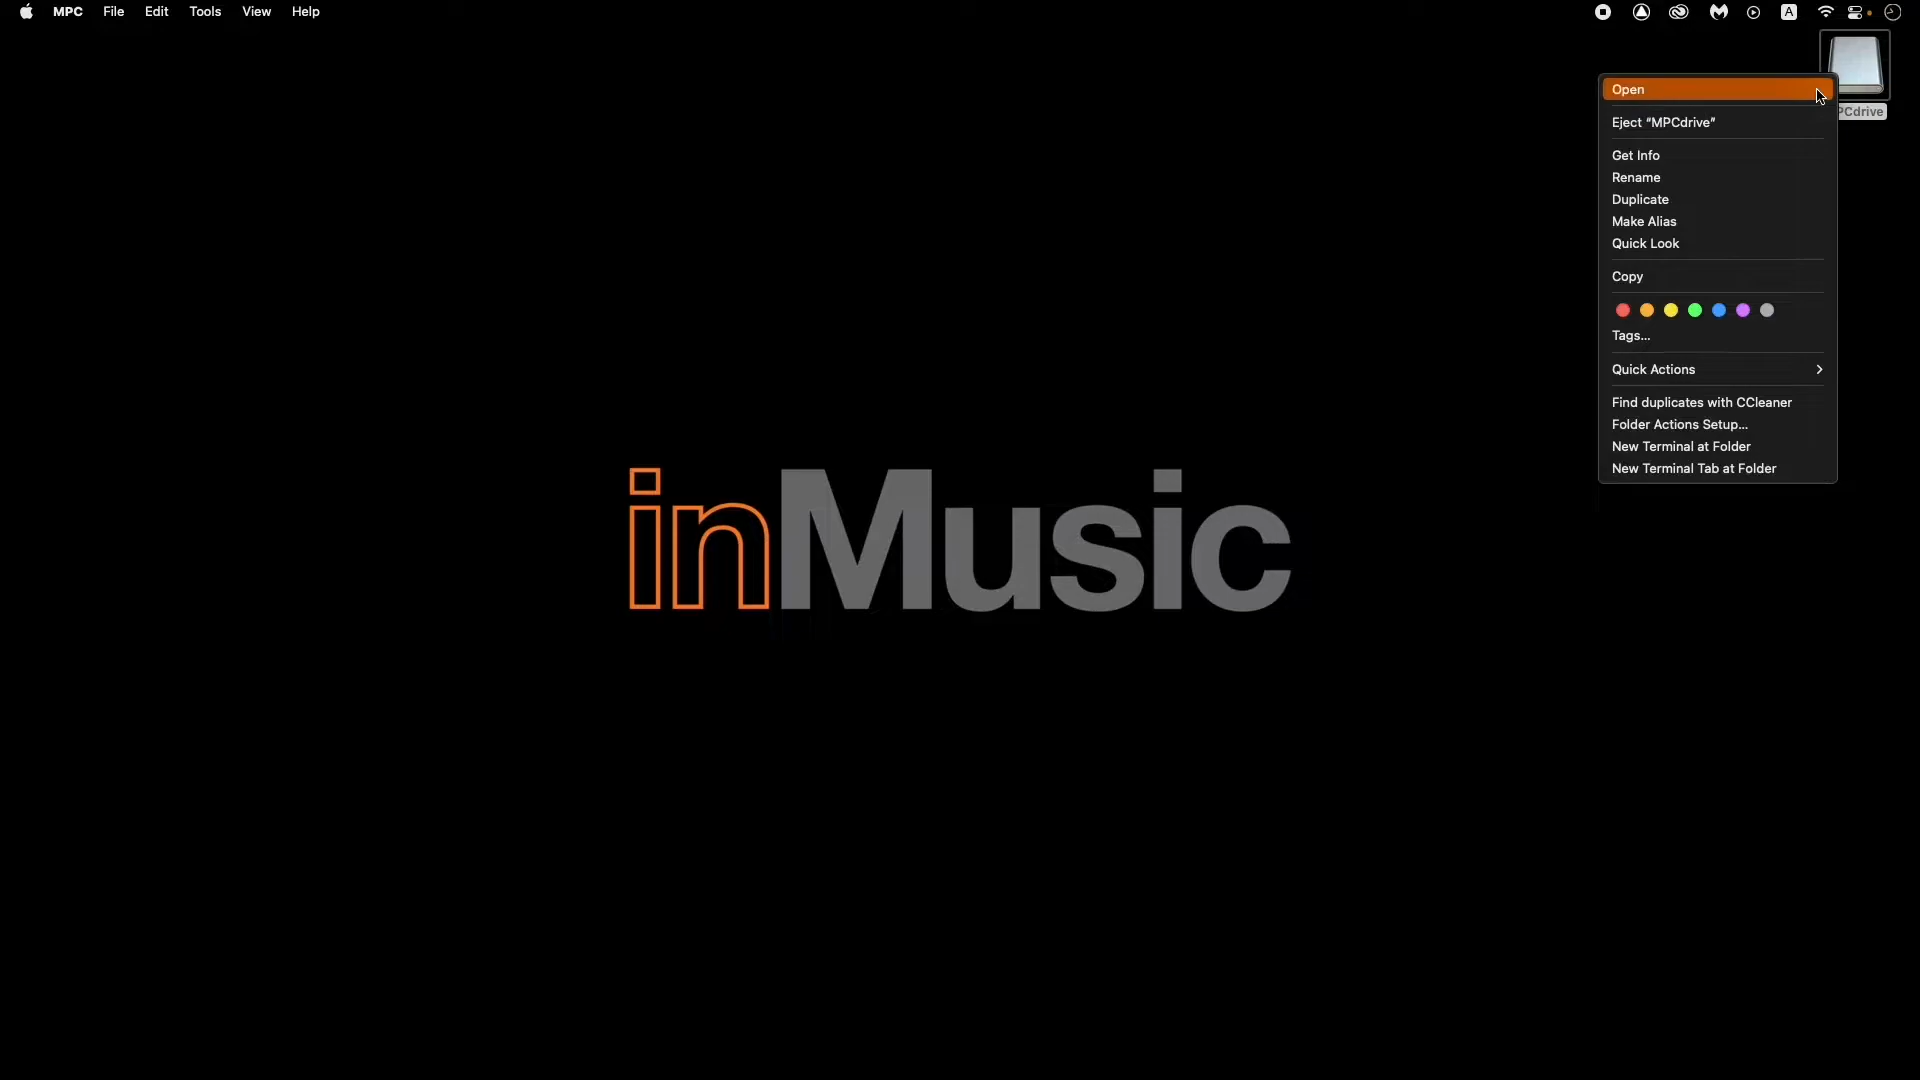 MPC File Edit Tools View Help
A
Open
PCdrive
Eject “MPCdrive”
Get Info
Rename
Duplicate
Make Alias
Quick Look
Copy
Tags...
Quick Actions
Find duplicates with CCleaner
Folder Actions Setup...
New Terminal at Folder
New Terminal Tab at Folder
inMusic